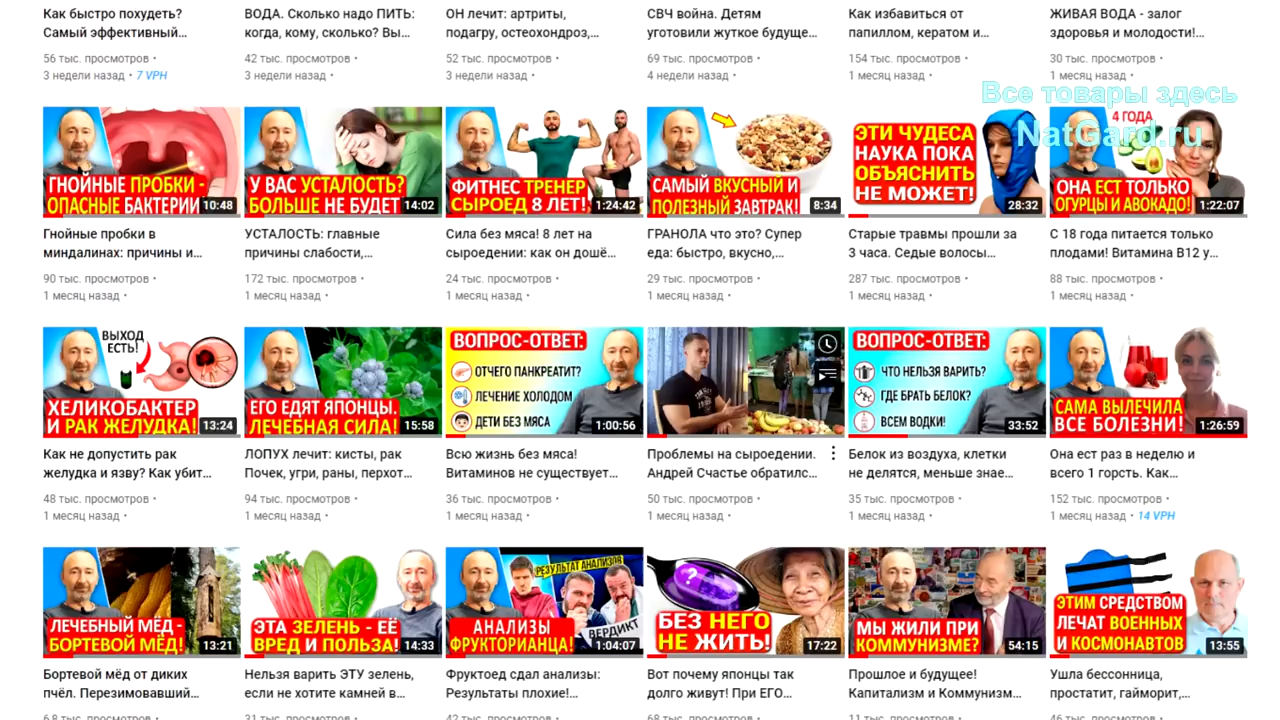 Как быстро похудеть?
Самый эффективный...
56 тыс. просмотров •
3 недели назад • 7 VPH
ВОДА. Сколько надо ПИТЬ:
когда, кому, сколько? Вы...
42 тыс. просмотров •
3 недели назад •
ОН лечит: артриты,
подагру, остеохондроз,...
52 тыс. просмотров •
3 недели назад •
СВЧ война. Детям
уготовили жуткое будуще...
69 тыс. просмотров •
4 недели назад •
Как избавиться от
папиллом, кератом и...
154 тыс. просмотров •
1 месяц назад •
ЖИВАЯ ВОДА - залог
здоровья и молодости!...
30 тыс. просмотров •
1 месяц назад •
Все товары здесь
NatGard.ru
ГНОЙНЫЕ ПРОБКИ -
ОПАСНЫЕ БАКТЕРИИ
10:48
Гнойные пробки в
миндалинах: причины и...
90 тыс. просмотров •
1 месяц назад •
У ВАС УСТАЛОСТЬ?
БОЛЬШЕ НЕ БУДЕТ
14:02
УСТАЛОСТЬ: главные
причины слабости,...
172 тыс. просмотров •
1 месяц назад •
ФИТНЕС ТРЕНЕР
СЫРОЕД 8 ЛЕТ!
1:24:42
Сила без мяса! 8 лет на
сыроедении: как он дошё...
24 тыс. просмотров •
1 месяц назад •
САМЫЙ ВКУСНЫЙ И
ПОЛЕЗНЫЙ ЗАВТРАК!
8:34
ГРАНОЛА что это? Супер
еда: быстро, вкусно,...
29 тыс. просмотров •
1 месяц назад •
ЭТИ ЧУДЕСА
НАУКА ПОКА
ОБЪЯСНИТЬ
НЕ МОЖЕТ!
28:32
Старые травмы прошли за
3 часа. Седые волосы...
287 тыс. просмотров •
1 месяц назад •
4 ГОДА
ОНА ЕСТ ТОЛЬКО
ОГУРЦЫ И АВОКАДО!
1:22:07
С 18 года питается только
плодами! Витамина В12 у...
88 тыс. просмотров •
1 месяц назад •
ВЫХОД
ЕСТЬ!
ХЕЛИКОБАКТЕР
И РАК ЖЕЛУДКА!
13:24
Как не допустить рак
желудка и язву? Как убит...
48 тыс. просмотров •
1 месяц назад •
ЕГО ЕДЯТ ЯПОНЦЫ.
ЛЕЧЕБНАЯ СИЛА!
15:58
ЛОПУХ лечит: кисты, рак
Почек, угри, раны, перхот...
94 тыс. просмотров •
1 месяц назад •
ВОПРОС-ОТВЕТ:
ОТЧЕГО ПАНКРЕАТИТ?
ЛЕЧЕНИЕ ХОЛОДОМ
ДЕТИ БЕЗ МЯСА
1:00:56
Всю жизнь без мяса!
Витаминов не существует...
36 тыс. просмотров •
1 месяц назад •
Проблемы на сыроедении.
Андрей Счастье обратилс...
50 тыс. просмотров •
1 месяц назад •
ВОПРОС-ОТВЕТ:
ЧТО НЕЛЬЗЯ ВАРИТЬ?
ГДЕ БРАТЬ БЕЛОК?
ВСЕМ ВОДКИ!
33:52
Белок из воздуха, клетки
не делятся, меньше знае...
35 тыс. просмотров •
1 месяц назад •
САМА ВЫЛЕЧИЛА
ВСЕ БОЛЕЗНИ!
1:26:59
Она ест раз в неделю и
всего 1 горсть. Как...
152 тыс. просмотров •
1 месяц назад • 14 VPH
ЛЕЧЕБНЫЙ МЁД -
БОРТЕВОЙ МЁД!
13:21
Бортевой мёд от диких
пчёл. Перезимовавший...
6,8 тыс. просмотров •
ЭТА ЗЕЛЕНЬ - ЕЁ
ВРЕД И ПОЛЬЗА!
14:33
Нельзя варить ЭТУ зелень,
если не хотите камней в...
31 тыс. просмотров •
РЕЗУЛЬТАТ АНАЛИЗОВ
ВЕРДИКТ
АНАЛИЗЫ
ФРУКТОРИАНЦА!
1:04:07
Фруктоед сдал анализы:
Результаты плохие!...
42 тыс. просмотров •
?
БЕЗ НЕГО
НЕ ЖИТЬ!
17:22
Вот почему японцы так
долго живут! При ЕГО...
68 тыс. просмотров •
МЫ ЖИЛИ ПРИ
КОММУНИЗМЕ?
54:15
Прошлое и будущее!
Капитализм и Коммунизм...
11 тыс. просмотров •
ЭТИМ СРЕДСТВОМ
ЛЕЧАТ ВОЕННЫХ
И КОСМОНАВТОВ
13:55
Ушла бессонница,
простатит, гайморит,...
46 тыс. просмотров •